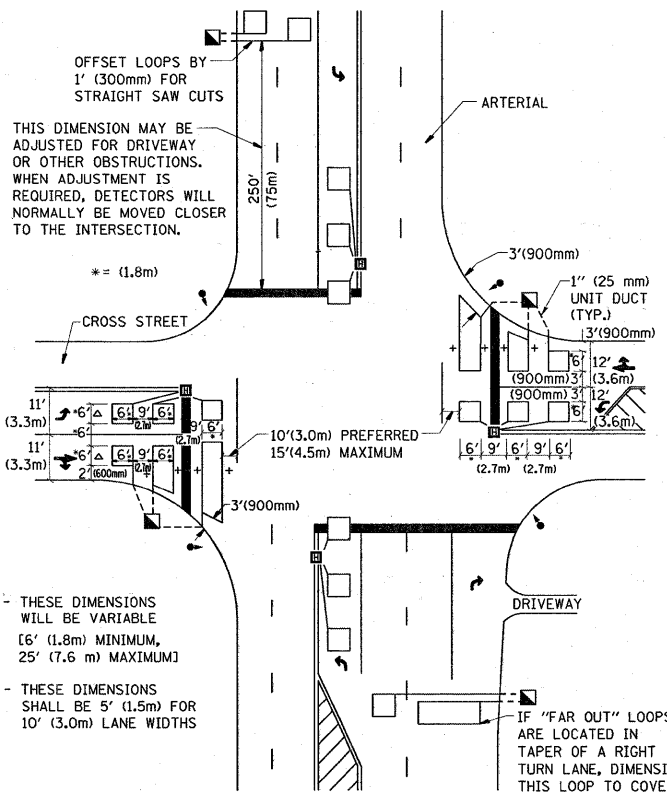 OFFSET LOOPS BY
1' (300mm) FOR
STRAIGHT SAW CUTS
ARTERIAL
THIS DIMENSION MAY BE
ADJUSTED FOR DRIVEWAY
OR OTHER OBSTRUCTIONS.
WHEN ADJUSTMENT IS
REQUIRED, DETECTORS WILL
NORMALLY BE MOVED CLOSER
TO THE INTERSECTION.
250'
(75m)
* = (1.8m)
3'(900mm)
1" (25 mm)
UNIT DUCT
(TYP.)
CROSS STREET
3'(900mm)
*6'
12'
(3.6m)
(900mm) 3'
(900mm) 3'
12'
*6'
(3.6m)
H
H
H
H
11'
(3.3m)
*6'
6' 9' 6'
(2.7m)
*6'
9' 6'
(2.7m)
11'
(3.3m)
*6'
6' 9' 6'
(2.7m)
2' (600mm)
10'(3.0m) PREFERRED
15'(4.5m) MAXIMUM
6' 9' 6' 9' 6'
(2.7m) (2.7m)
3'(900mm)
- THESE DIMENSIONS
WILL BE VARIABLE
[6' (1.8m) MINIMUM,
25' (7.6 m) MAXIMUM]
DRIVEWAY
- THESE DIMENSIONS
SHALL BE 5' (1.5m) FOR
10' (3.0m) LANE WIDTHS
IF "FAR OUT" LOOPS
ARE LOCATED IN
TAPER OF A RIGHT
TURN LANE, DIMENSI
THIS LOOP TO COVE